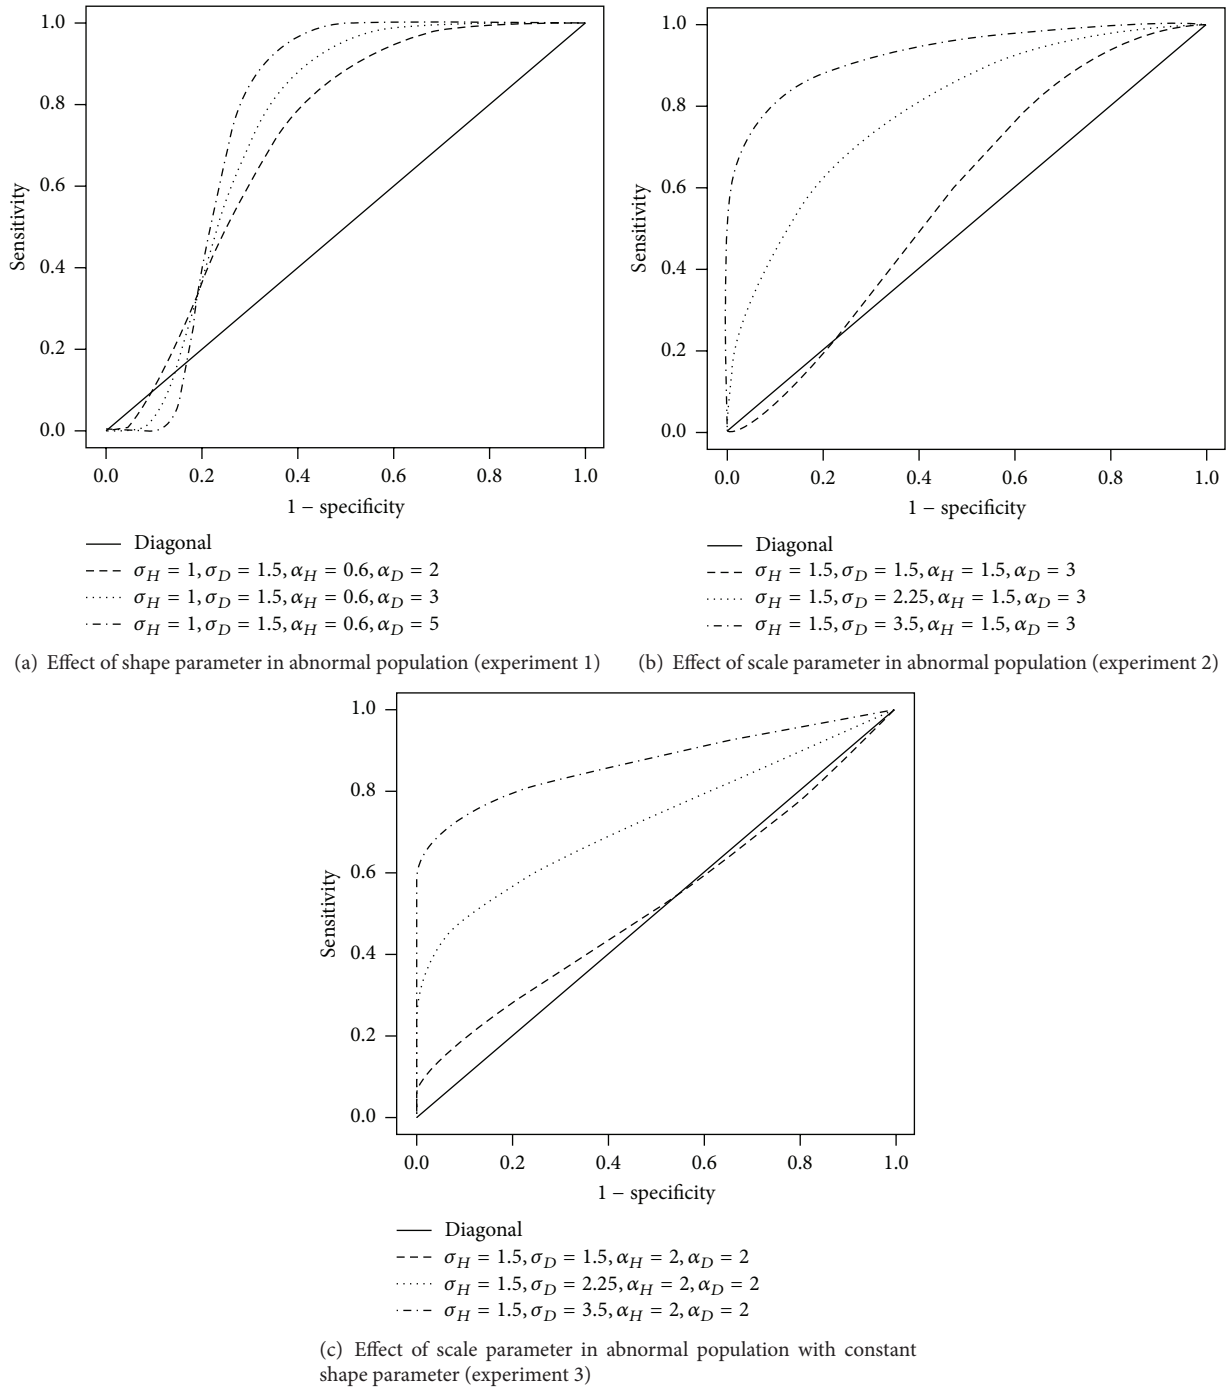 1.0
0.8
0.6
0.4
0.2
0.0
Sensitivity
0.0 0.2 0.4 0.6 0.8 1.0
1 − specificity
Diagonal
σ_H = 1, σ_D = 1.5, α_H = 0.6, α_D = 2
σ_H = 1, σ_D = 1.5, α_H = 0.6, α_D = 3
σ_H = 1, σ_D = 1.5, α_H = 0.6, α_D = 5
(a) Effect of shape parameter in abnormal population (experiment 1)
1.0
0.8
0.6
0.4
0.2
0.0
Sensitivity
0.0 0.2 0.4 0.6 0.8 1.0
1 − specificity
Diagonal
σ_H = 1.5, σ_D = 1.5, α_H = 1.5, α_D = 3
σ_H = 1.5, σ_D = 2.25, α_H = 1.5, α_D = 3
σ_H = 1.5, σ_D = 3.5, α_H = 1.5, α_D = 3
(b) Effect of scale parameter in abnormal population (experiment 2)
1.0
0.8
0.6
0.4
0.2
0.0
Sensitivity
0.0 0.2 0.4 0.6 0.8 1.0
1 − specificity
Diagonal
σ_H = 1.5, σ_D = 1.5, α_H = 2, α_D = 2
σ_H = 1.5, σ_D = 2.25, α_H = 2, α_D = 2
σ_H = 1.5, σ_D = 3.5, α_H = 2, α_D = 2
(c) Effect of scale parameter in abnormal population with constant
shape parameter (experiment 3)